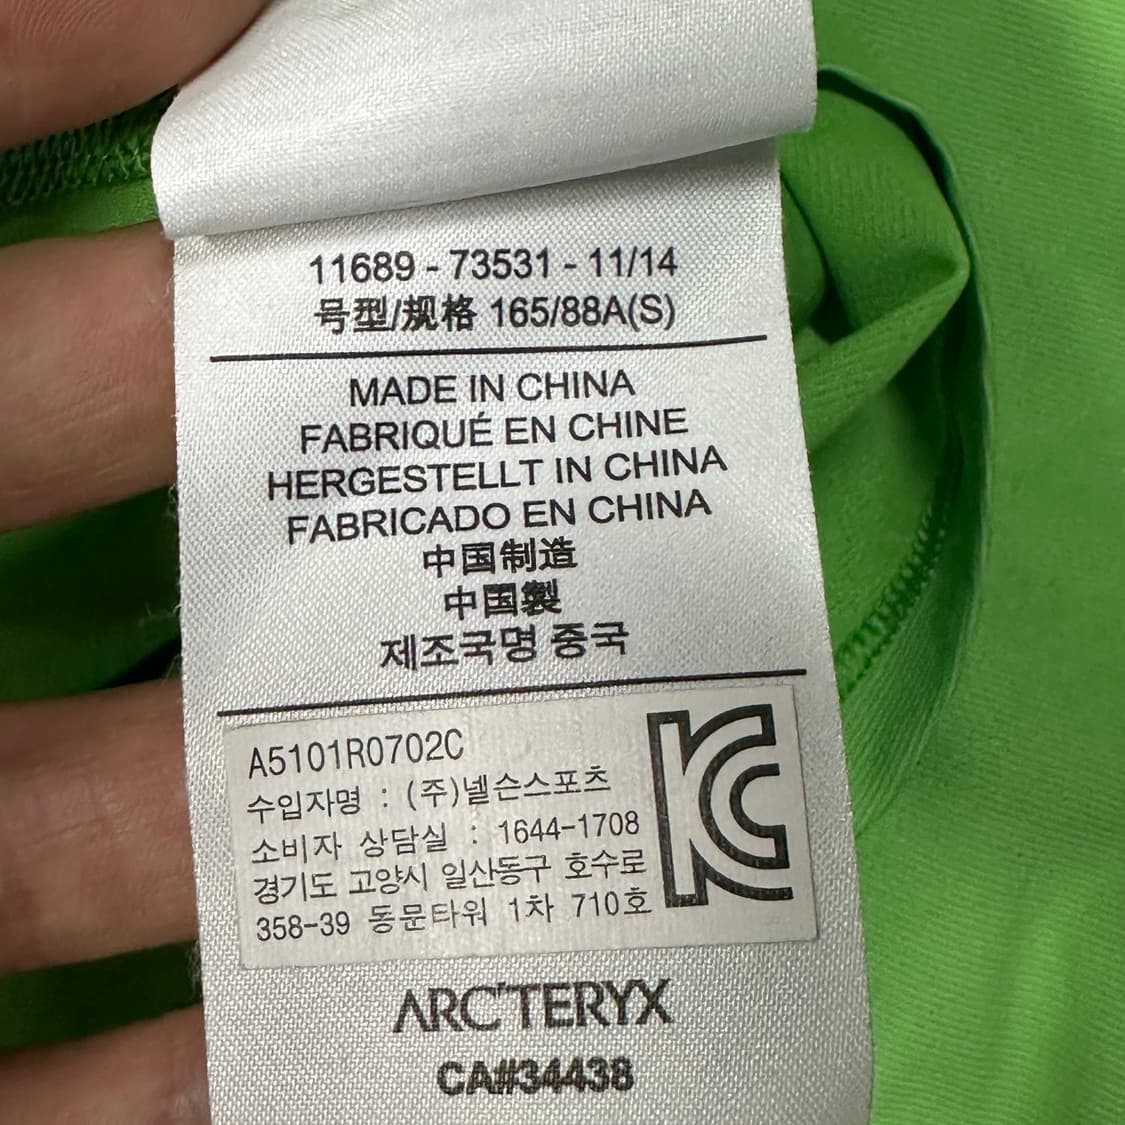 11689 - 73531 - 11/14
号型/规格 165/88A(S)
MADE IN CHINA
FABRIQUÉ EN CHINE
HERGESTELLT IN CHINA
FABRICADO EN CHINA
中国制造
中国製
제조국명 중국
A5101R0702C
수입자명 : (주)넬슨스포츠
소비자 상담실 : 1644-1708
경기도 고양시 일산동구 호수로
358-39 동문타워 1차 710호
KC
ARC'TERYX
CA#34438